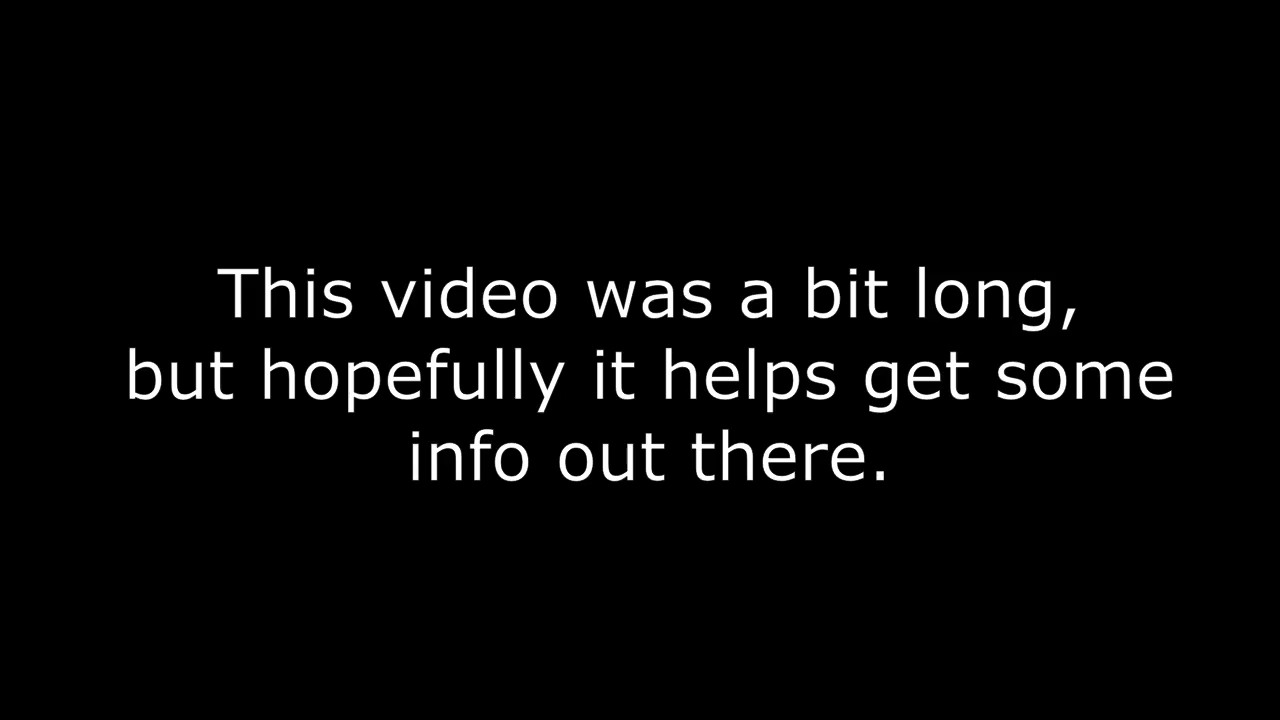 This video was a bit long,
but hopefully it helps get some
info out there.